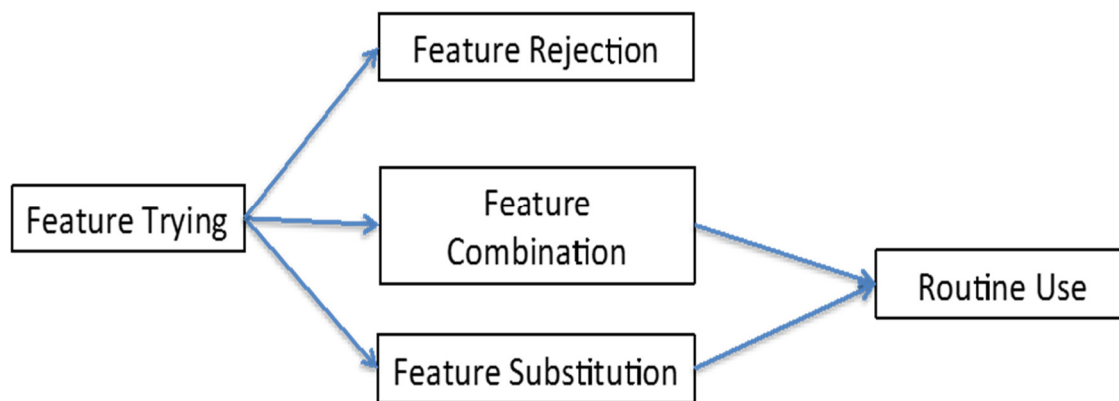 Feature Rejection
Feature Trying
Feature
Combination
Routine Use
Feature Substitution